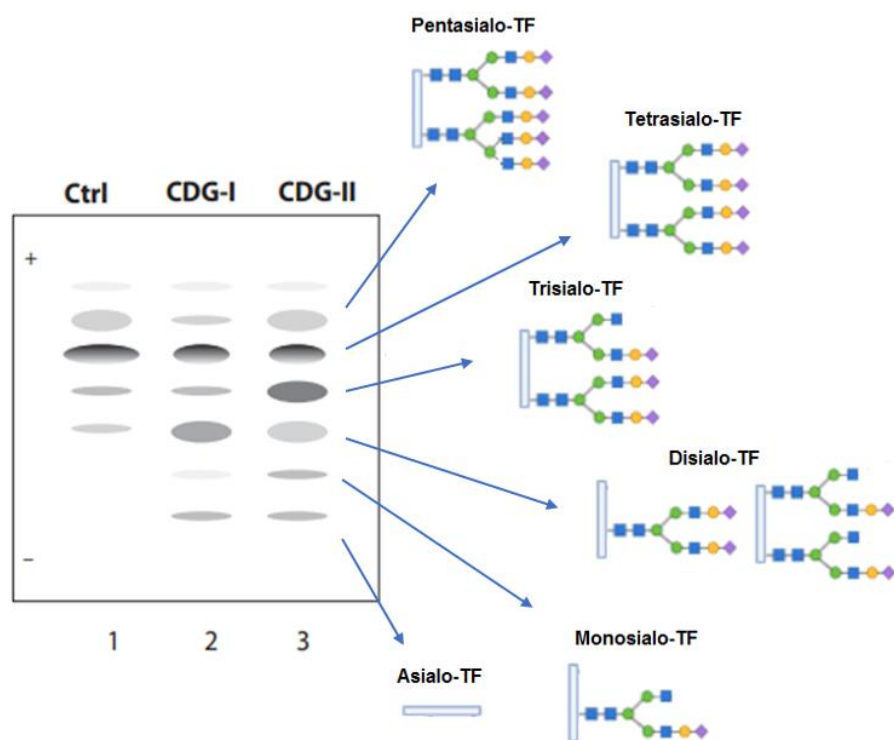 Pentasialo-TF
Tetrasialo-TF
Ctrl CDG-I CDG-II
+
Trisialo-TF
Disialo-TF
−
1 2 3
Monosialo-TF
Asialo-TF